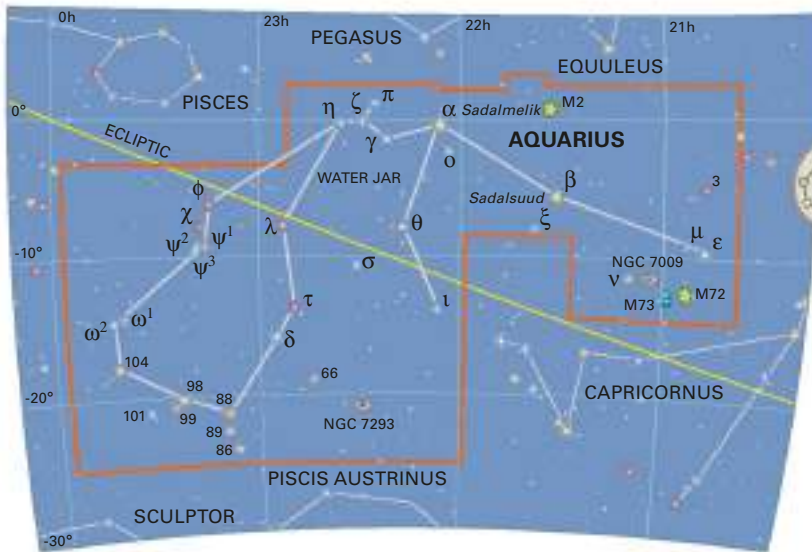 0h
23h
22h
21h
PEGASUS
EQUULEUS
PISCES
η
ζ
π
α
Sadalmelik
M2
0°
ECLIPTIC
γ
AQUARIUS
ο
WATER JAR
β
3
φ
Sadalsuud
χ
λ
θ
ξ
μ
ψ²
ψ¹
ε
-10°
ψ³
σ
NGC 7009
ν
τ
ι
M73
M72
ω²
ω¹
δ
104
66
CAPRICORNUS
98
88
-20°
101
99
NGC 7293
89
86
PISCIS AUSTRINUS
SCULPTOR
-30°